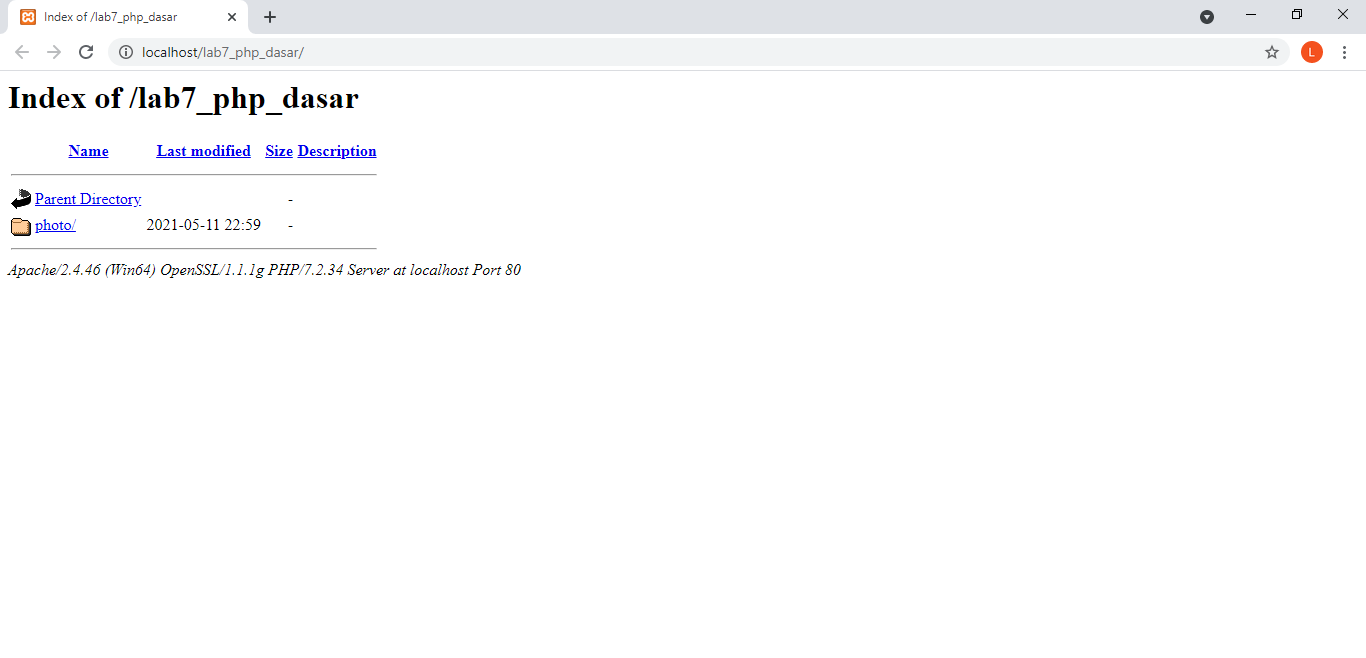 Index of /lab7_php_dasar
localhost/lab7_php_dasar/
L
Index of /lab7_php_dasar
Name Last modified Size Description
Parent Directory -
photo/ 2021-05-11 22:59 -
Apache/2.4.46 (Win64) OpenSSL/1.1.1g PHP/7.2.34 Server at localhost Port 80